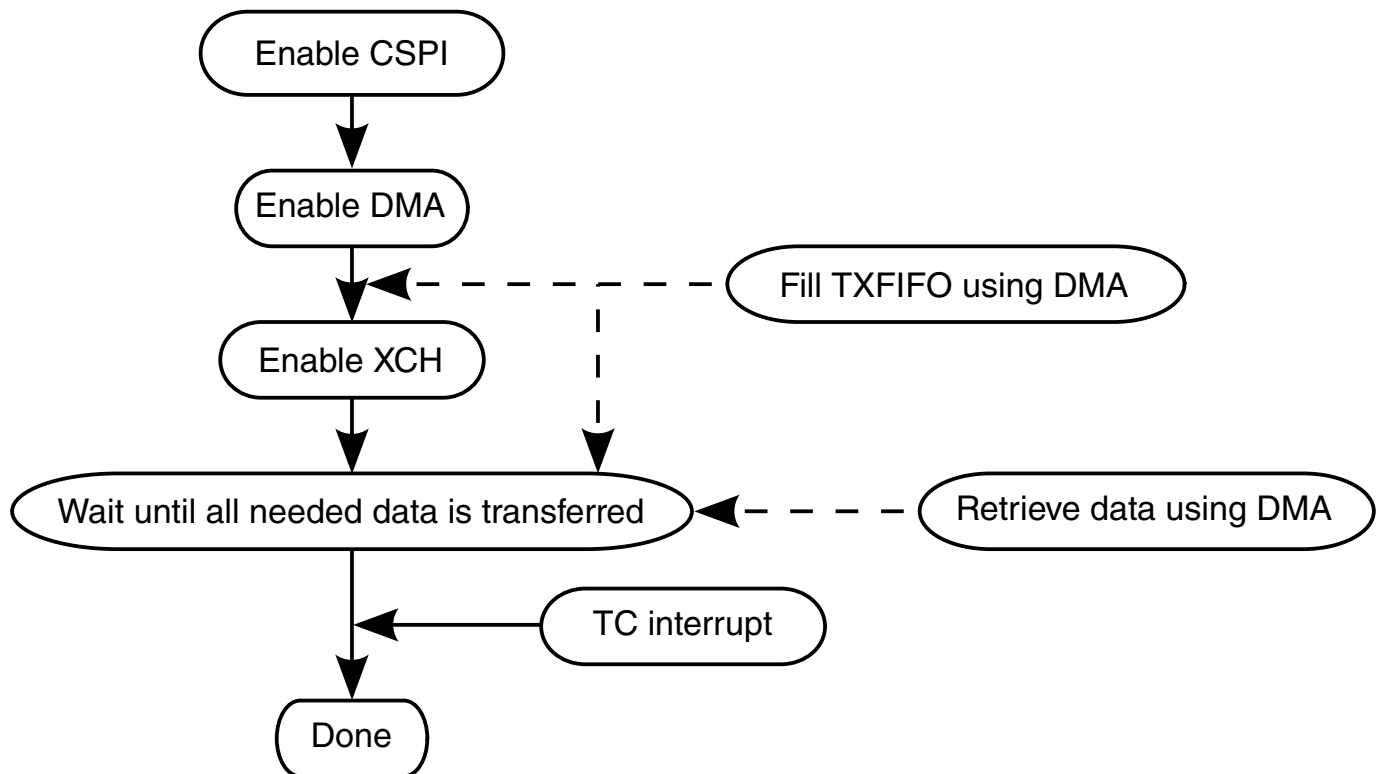 Enable CSPI
Enable DMA
Fill TXFIFO using DMA
Enable XCH
Wait until all needed data is transferred
Retrieve data using DMA
TC interrupt
Done